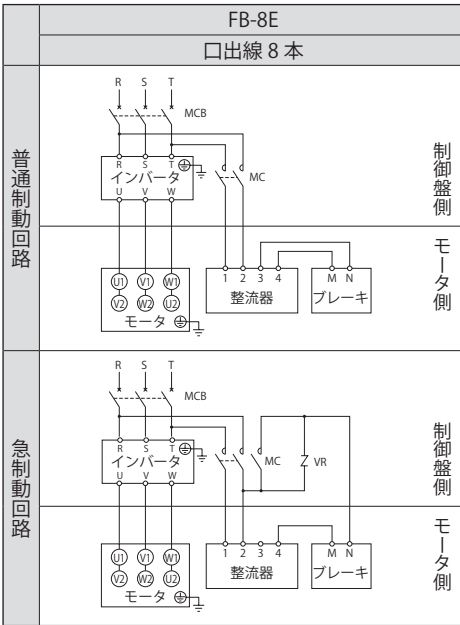 FB-8E
口出線 8 本
普通制動回路
R S T
MCB
R S T
インバータ
U V W
MC
制御盤側
モータ側
U1 V1 W1
V2 W2 U2
モータ
1 2 3 4
整流器
M N
ブレーキ
急制動回路
R S T
MCB
R S T
インバータ
U V W
MC
VR
制御盤側
モータ側
U1 V1 W1
V2 W2 U2
モータ
1 2 3 4
整流器
M N
ブレーキ